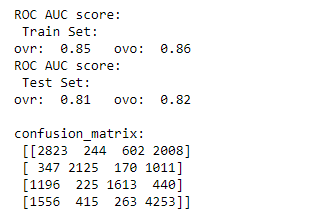 ROC AUC score:
Train Set:
ovr:  0.85   ovo:  0.86
ROC AUC score:
Test Set:
ovr:  0.81   ovo:  0.82

confusion_matrix:
[[2823  244  602 2008]
[ 347 2125  170 1011]
[1196  225 1613  440]
[1556  415  263 4253]]